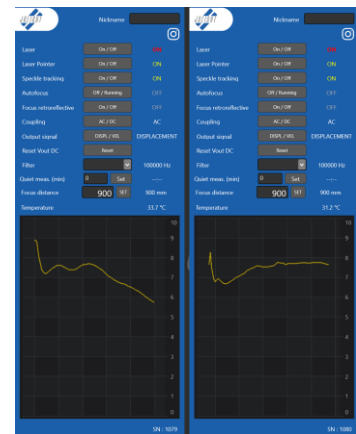 Nickname
Laser On / Off ON
Laser Pointer On / Off ON
Speckle tracking On / Off ON
Autofocus Off / Running OFF
Focus retroreflective On / Off OFF
Coupling AC / DC AC
Output signal DISPL / VEL DISPLACEMENT
Reset Vout DC Reset
Filter 100000 Hz
Quiet meas. (min) 0 Set --:--
Focus distance 900 SET 900 mm
Temperature 33.7 °C
10
9
8
7
6
5
4
3
2
1
0
SN : 1079
Nickname
Laser On / Off ON
Laser Pointer On / Off ON
Speckle tracking On / Off ON
Autofocus Off / Running OFF
Focus retroreflective On / Off OFF
Coupling AC / DC AC
Output signal DISPL / VEL DISPLACEMENT
Reset Vout DC Reset
Filter 100000 Hz
Quiet meas. (min) 0 Set --:--
Focus distance 900 SET 900 mm
Temperature 31.2 °C
10
9
8
7
6
5
4
3
2
1
0
SN : 1080